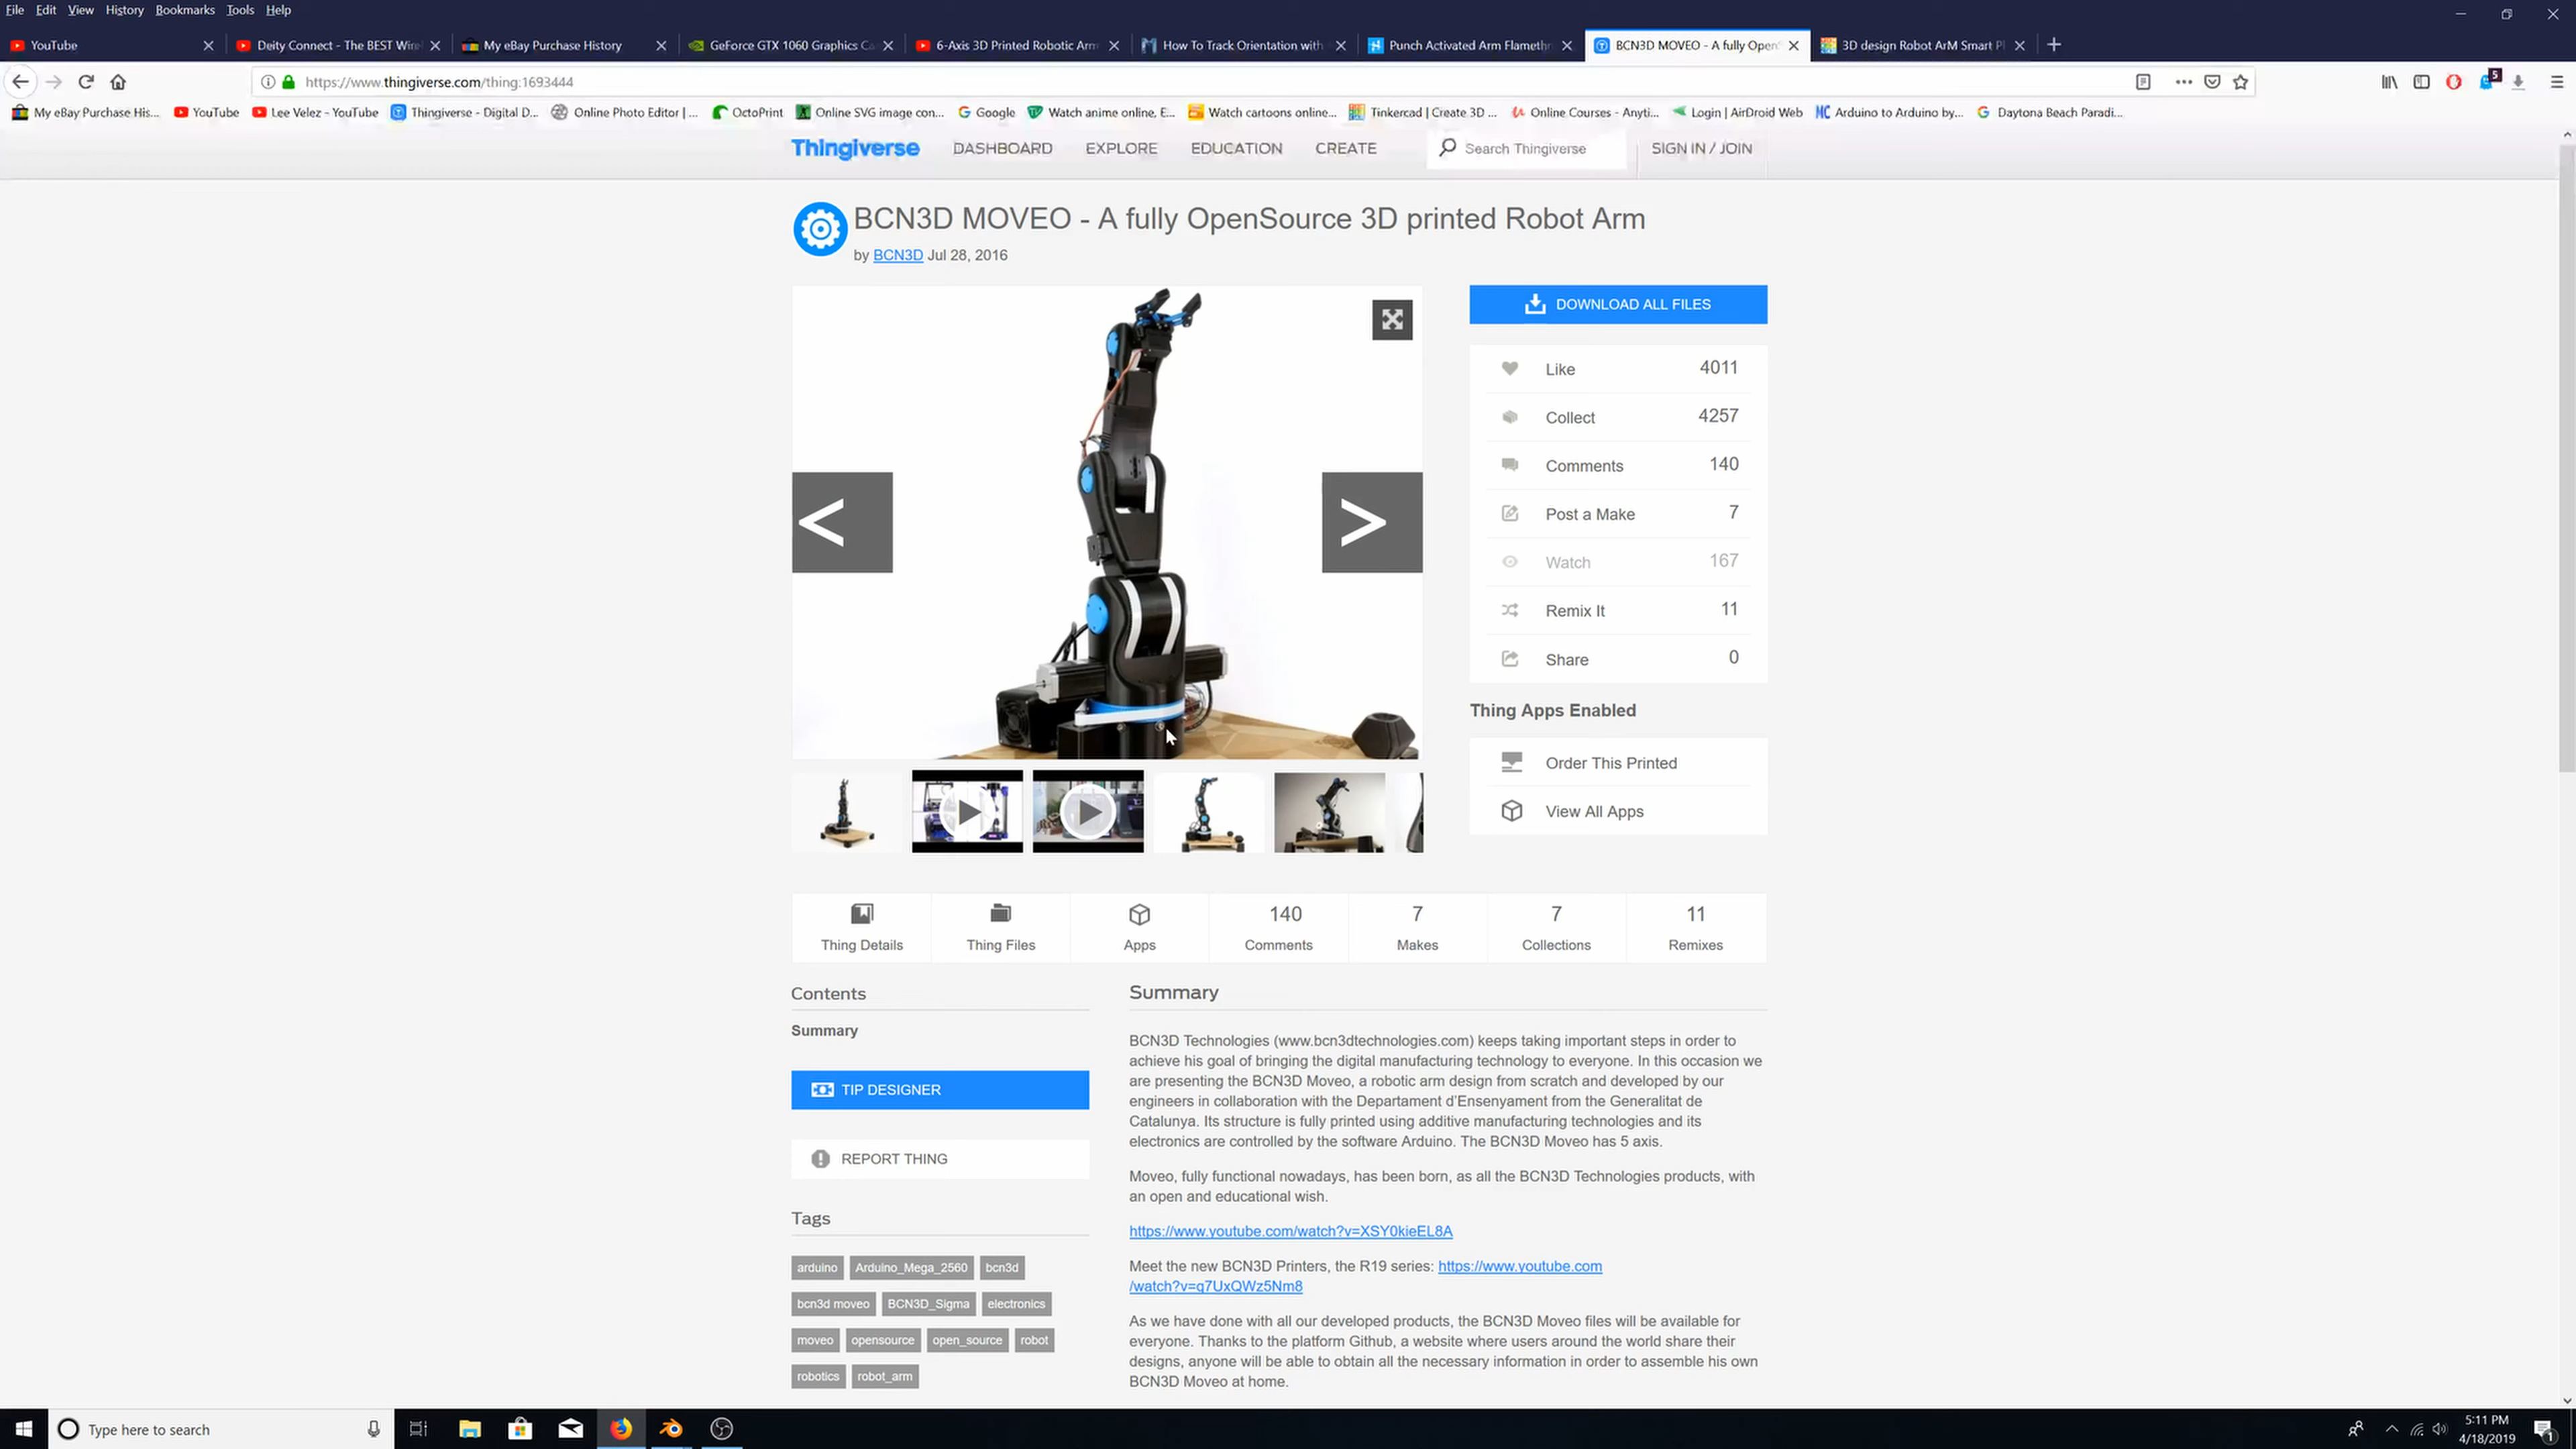 File Edit View History Bookmarks Tools Help
YouTube
Deity Connect - The BEST Wire
My eBay Purchase History
GeForce GTX 1060 Graphics Ca
6-Axis 3D Printed Robotic Arm
How To Track Orientation with
Punch Activated Arm Flamethr
BCN3D MOVEO - A fully OpenS
3D design Robot ArM Smart P
https://www.thingiverse.com/thing:1693444
5
My eBay Purchase His...
YouTube
Lee Velez - YouTube
Thingiverse - Digital D...
Online Photo Editor | ...
OctoPrint
Online SVG image con...
Google
Watch anime online, E...
Watch cartoons online...
Tinkercad | Create 3D ...
Online Courses - Anyti...
Login | AirDroid Web
Arduino to Arduino by...
Daytona Beach Paradi...
Thingiverse
DASHBOARD EXPLORE EDUCATION CREATE
Search Thingiverse
SIGN IN / JOIN
BCN3D MOVEO - A fully OpenSource 3D printed Robot Arm
by BCN3D Jul 28, 2016
< >
DOWNLOAD ALL FILES
Like 4011
Collect 4257
Comments 140
Post a Make 7
Watch 167
Remix It 11
Share 0
Thing Apps Enabled
Order This Printed
View All Apps
Thing Details
Thing Files
Apps
140 Comments
7 Makes
7 Collections
11 Remixes
Contents
Summary
TIP DESIGNER
REPORT THING
Tags
arduino Arduino_Mega_2560 bcn3d
bcn3d moveo BCN3D_Sigma electronics
moveo opensource open_source robot
robotics robot_arm
Summary
BCN3D Technologies (www.bcn3dtechnologies.com) keeps taking important steps in order to
achieve his goal of bringing the digital manufacturing technology to everyone. In this occasion we
are presenting the BCN3D Moveo, a robotic arm design from scratch and developed by our
engineers in collaboration with the Departament d'Ensenyament from the Generalitat de
Catalunya. Its structure is fully printed using additive manufacturing technologies and its
electronics are controlled by the software Arduino. The BCN3D Moveo has 5 axis.
Moveo, fully functional nowadays, has been born, as all the BCN3D Technologies products, with
an open and educational wish.
https://www.youtube.com/watch?v=XSY0kieEL8A
Meet the new BCN3D Printers, the R19 series: https://www.youtube.com
/watch?v=q7UxQWz5Nm8
As we have done with all our developed products, the BCN3D Moveo files will be available for
everyone. Thanks to the platform Github, a website where users around the world share their
designs, anyone will be able to obtain all the necessary information in order to assemble his own
BCN3D Moveo at home.
Type here to search
5:11 PM
4/18/2019
1